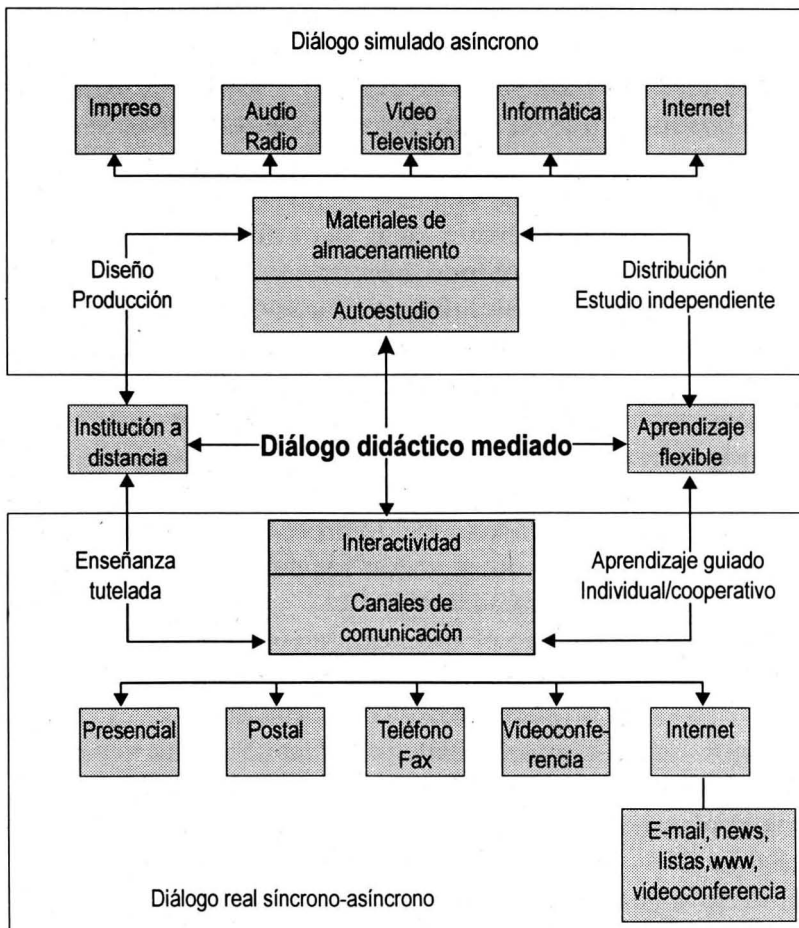 Diálogo simulado asíncrono
Impreso
Audio
Radio
Video
Televisión
Informática
Internet
Materiales de
almacenamiento
Autoestudio
Diseño
Producción
Distribución
Estudio independiente
Institución a
distancia
Diálogo didáctico mediado
Aprendizaje
flexible
Enseñanza
tutelada
Interactividad
Canales de
comunicación
Aprendizaje guiado
Individual/cooperativo
Presencial
Postal
Teléfono
Fax
Videoconfe-
rencia
Internet
E-mail, news,
listas,www,
videoconferencia
Diálogo real síncrono-asíncrono